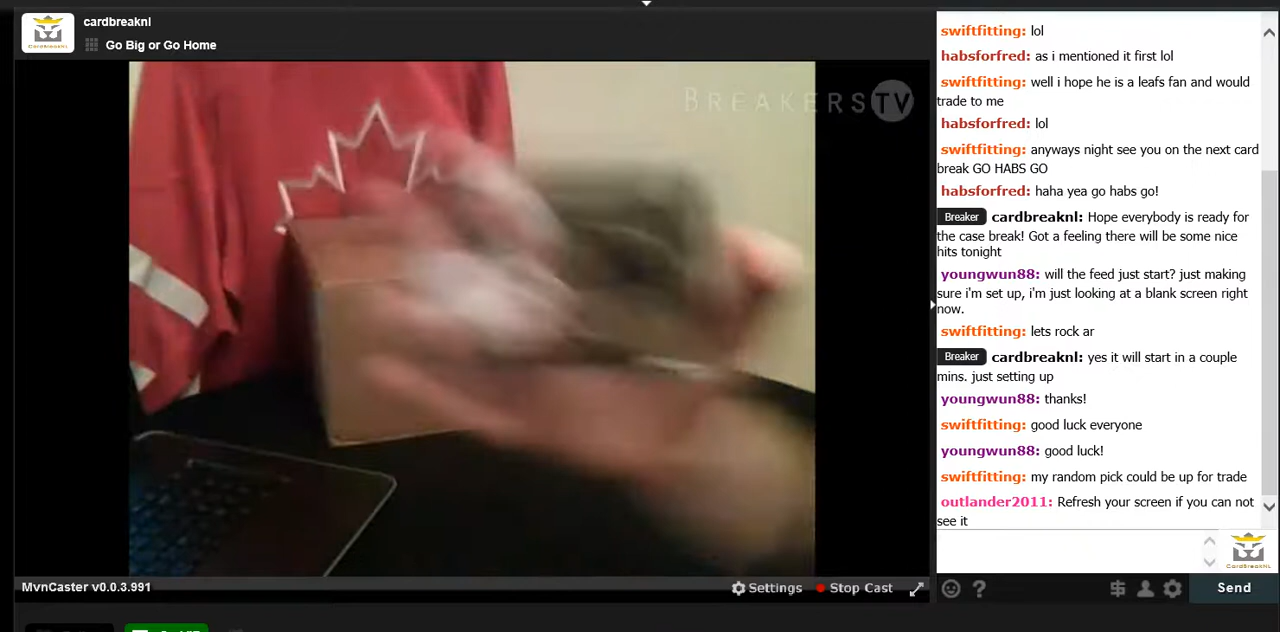 cardbreaknl
Go Big or Go Home
BREAKERSTV
CARDBREAKNL
swiftfitting: lol
habsforfred: as i mentioned it first lol
swiftfitting: well i hope he is a leafs fan and would
trade to me
habsforfred: lol
swiftfitting: anyways night see you on the next card
break GO HABS GO
habsforfred: haha yea go habs go!
Breaker cardbreaknl: Hope everybody is ready for
the case break! Got a feeling there will be some nice
hits tonight
youngwun88: will the feed just start? just making
sure i'm set up, i'm just looking at a blank screen right
now.
swiftfitting: lets rock ar
Breaker cardbreaknl: yes it will start in a couple
mins. just setting up
youngwun88: thanks!
swiftfitting: good luck everyone
youngwun88: good luck!
swiftfitting: my random pick could be up for trade
outlander2011: Refresh your screen if you can not
see it
CARDBREAKNL
MvnCaster v0.0.3.991
Settings
Stop Cast
?
Send